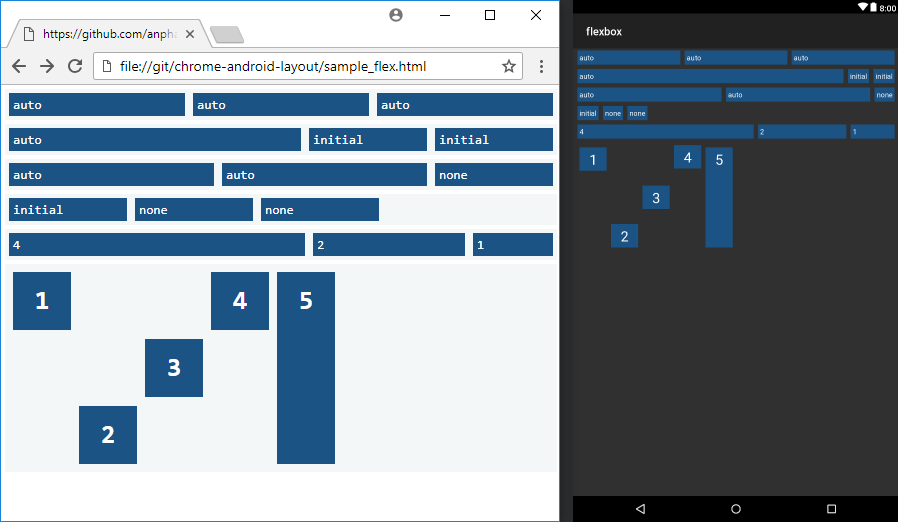 https://github.com/anpha
file://git/chrome-android-layout/sample_flex.html
auto auto auto
auto initial initial
auto auto none
initial none none
4 2 1
1 4 5
3
2
8:00
flexbox
auto auto auto
auto initial initial
auto auto none
initial none none
4 2 1
1 4 5
3
2